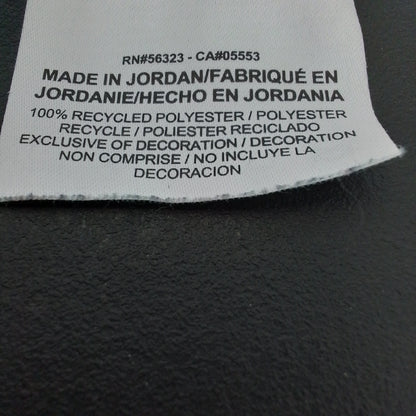 RN#56323 - CA#05553
MADE IN JORDAN/FABRIQUÉ EN
JORDANIE/HECHO EN JORDANIA
100% RECYCLED POLYESTER / POLYESTER
RECYCLE / POLIESTER RECICLADO
EXCLUSIVE OF DECORATION / DECORATION
NON COMPRISE / NO INCLUYE LA
DECORACION